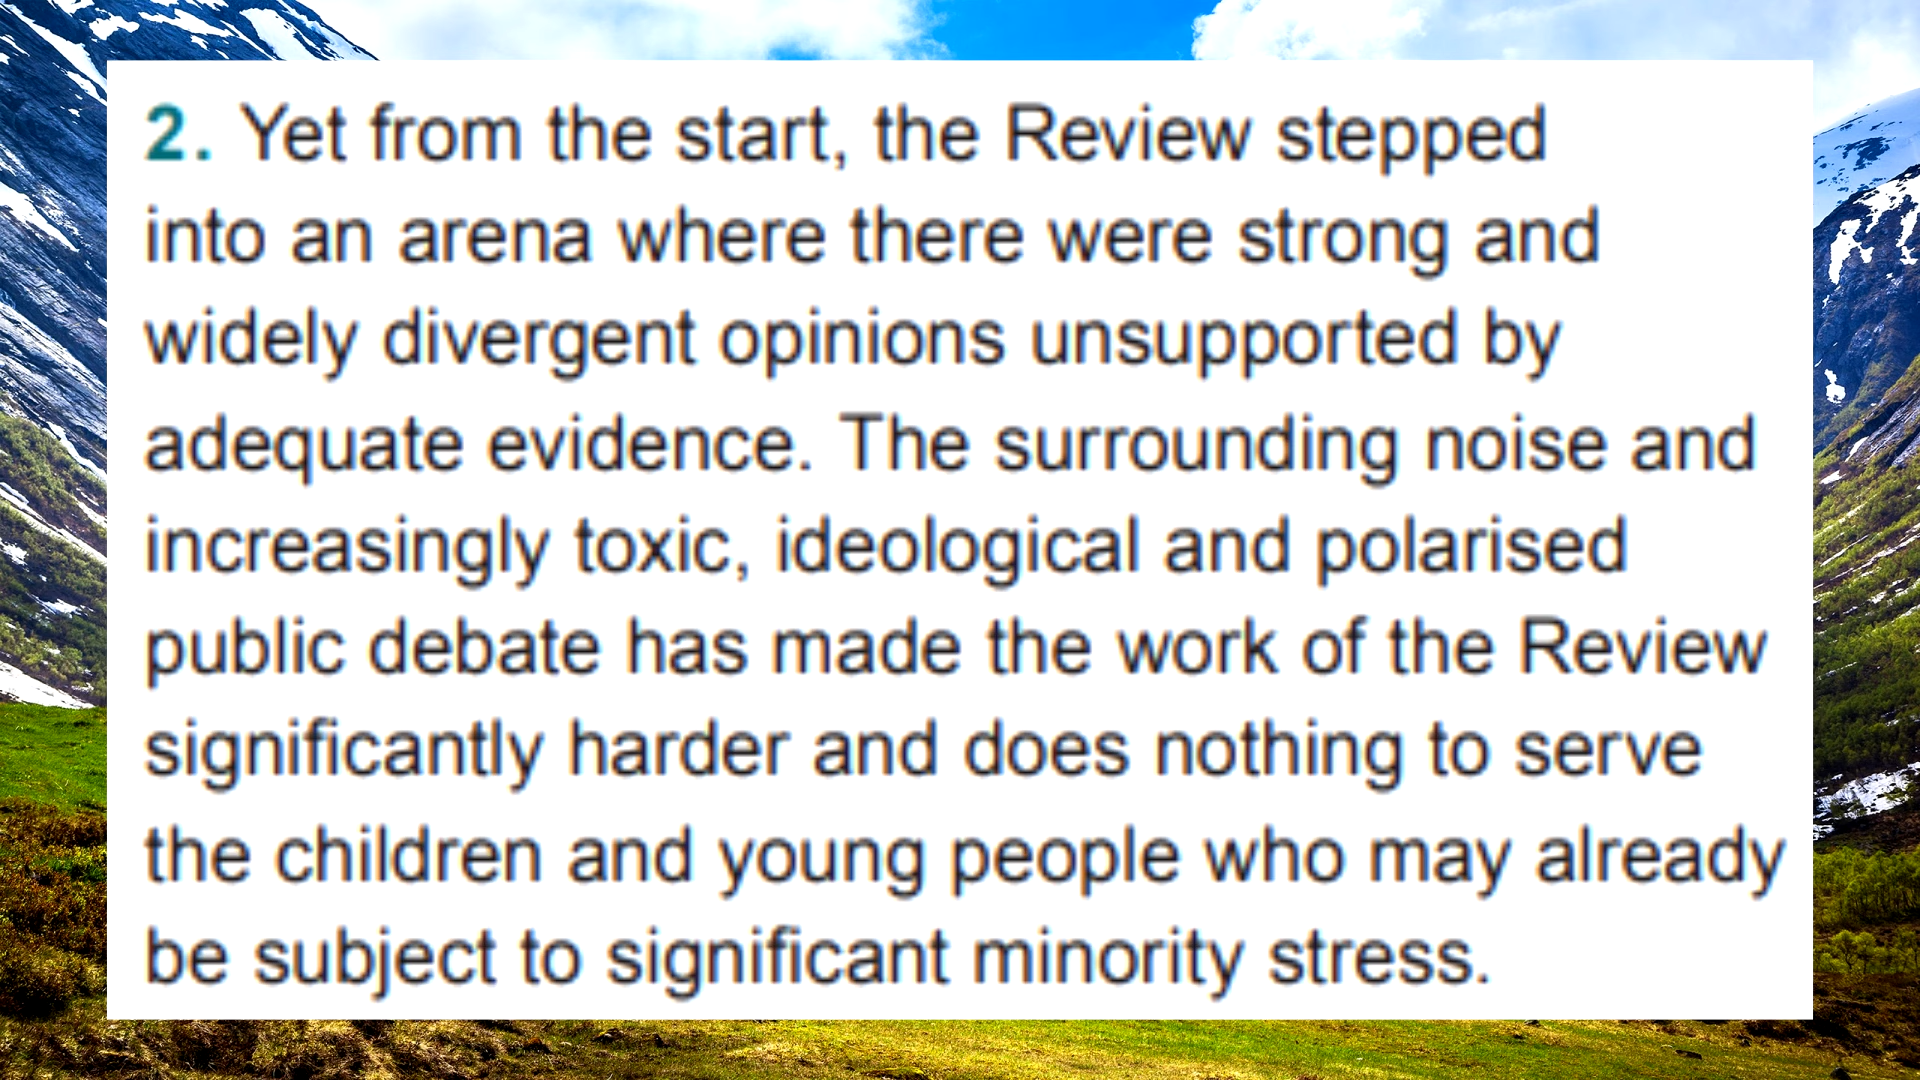 2. Yet from the start, the Review stepped
into an arena where there were strong and
widely divergent opinions unsupported by
adequate evidence. The surrounding noise and
increasingly toxic, ideological and polarised
public debate has made the work of the Review
significantly harder and does nothing to serve
the children and young people who may already
be subject to significant minority stress.